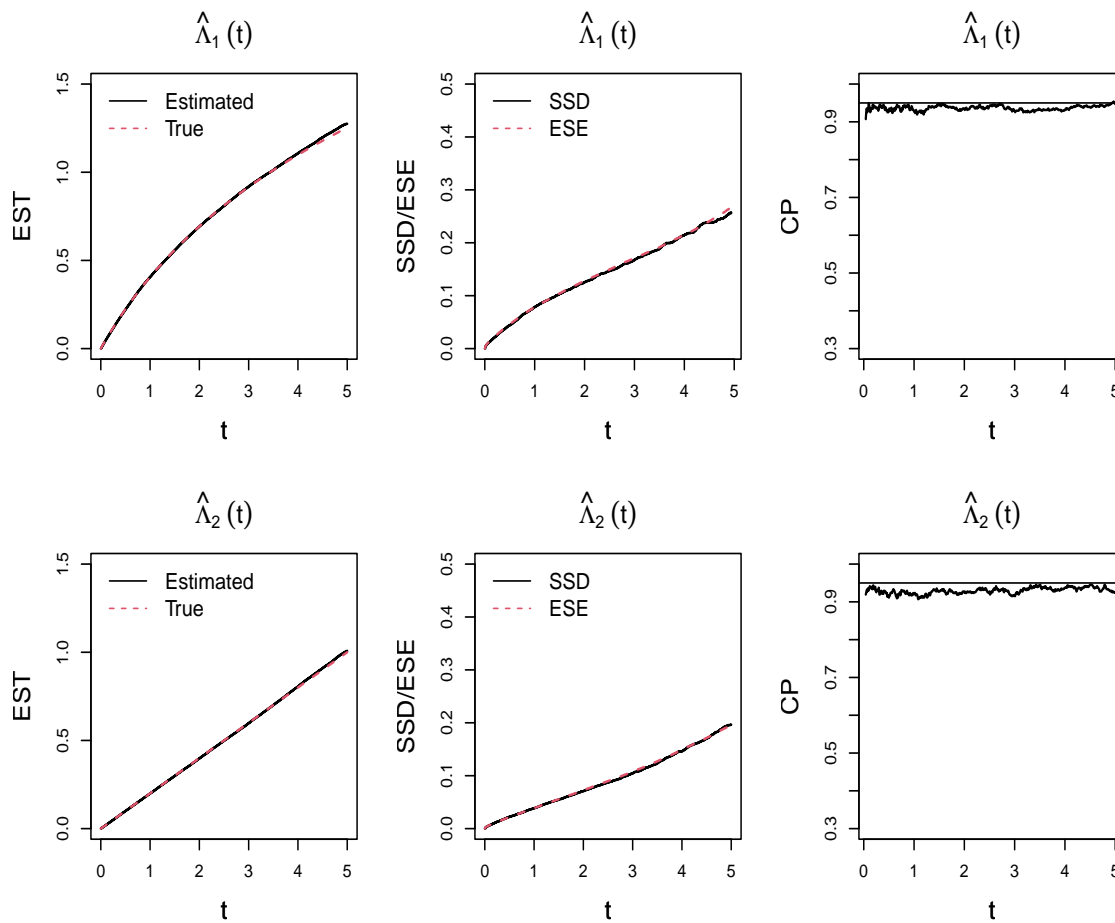 Λ̂₁ (t)
1.5
1.0
0.5
0.0
EST
Estimated
True
0 1 2 3 4 5
t
Λ̂₁ (t)
0.5
0.4
0.3
0.2
0.1
0.0
SSD/ESE
SSD
ESE
0 1 2 3 4 5
t
Λ̂₁ (t)
0.9
0.7
0.5
0.3
CP
0 1 2 3 4 5
t
Λ̂₂ (t)
1.5
1.0
0.5
0.0
EST
Estimated
True
0 1 2 3 4 5
t
Λ̂₂ (t)
0.5
0.4
0.3
0.2
0.1
0.0
SSD/ESE
SSD
ESE
0 1 2 3 4 5
t
Λ̂₂ (t)
0.9
0.7
0.5
0.3
CP
0 1 2 3 4 5
t